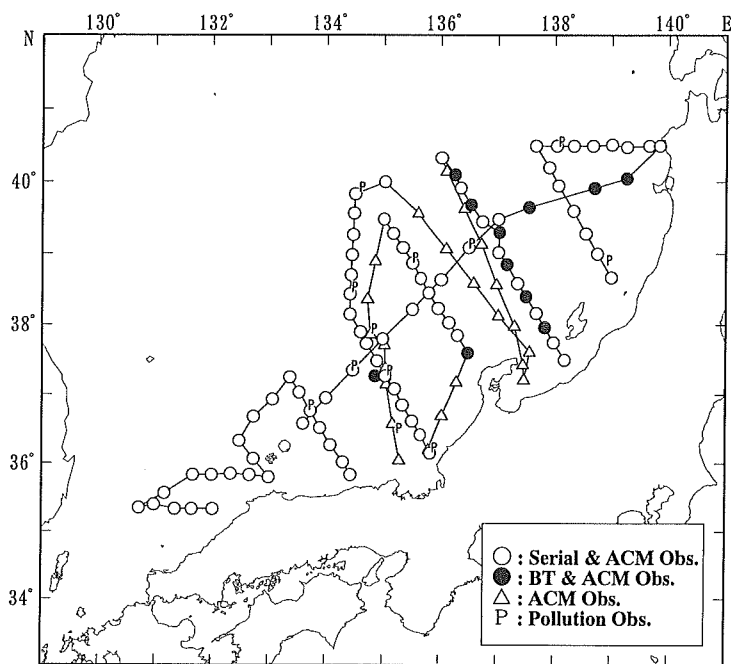 130° 132° 134° 136° 138° 140°
N E
P
40° P
P
P P
P
38° P
P P
P
P P
36°
34°
○ : Serial & ACM Obs.
● : BT & ACM Obs.
△ : ACM Obs.
P : Pollution Obs.